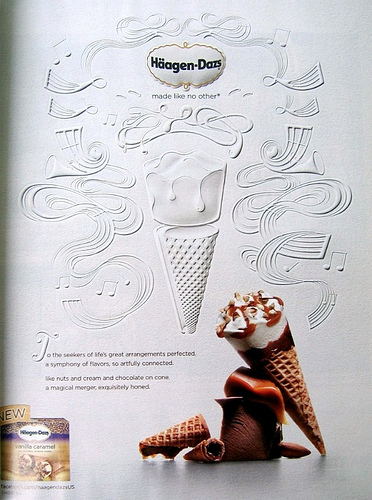 Häagen-Dazs
made like no other®
To the seekers of life's great arrangements perfected.
a symphony of flavors, so artfully connected.
like nuts and cream and chocolate on cone.
a magical merger, exquisitely honed.
NEW
Häagen-Dazs
vanilla caramel
facebook.com/haagendazsUS